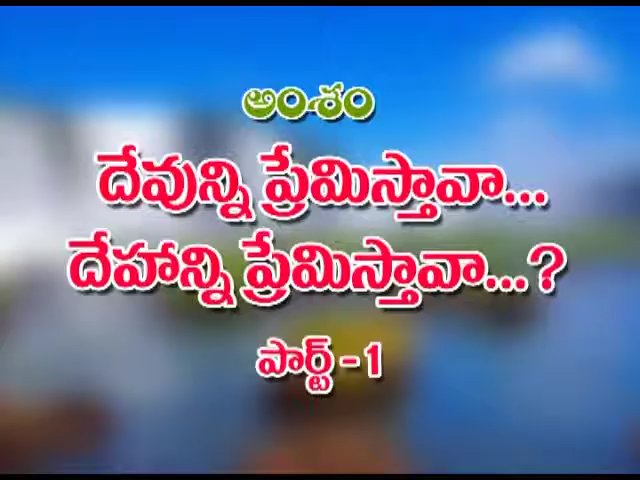 అంశం
దేవున్ని ప్రేమిస్తావా...
దేహాన్ని ప్రేమిస్తావా...?
పార్ట్ - 1